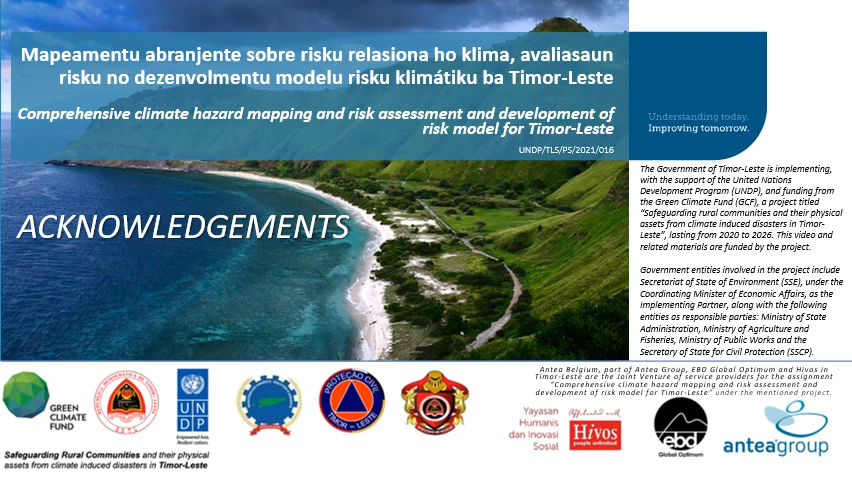 Mapeamentu abranjente sobre risku relasiona ho klima, avaliasaun
risku no dezenvolmentu modelu risku klimátiku ba Timor-Leste
Comprehensive climate hazard mapping and risk assessment and development of
risk model for Timor-Leste
UNDP/TLS/PS/2021/016
Understanding today.
Improving tomorrow.
ACKNOWLEDGEMENTS
The Government of Timor-Leste is implementing,
with the support of the United Nations
Development Program (UNDP), and funding from
the Green Climate Fund (GCF), a project titled
“Safeguarding rural communities and their physical
assets from climate induced disasters in Timor-
Leste”, lasting from 2020 to 2026. This video and
related materials are funded by the project.
Government entities involved in the project include
Secretariat of State of Environment (SSE), under the
Coordinating Minister of Economic Affairs, as the
Implementing Partner, along with the following
entities as responsible parties: Ministry of State
Administration, Ministry of Agriculture and
Fisheries, Ministry of Public Works and the
Secretary of State for Civil Protection (SSCP).
Antea Belgium, part of Antea Group, EBD Global Optimum and Hivos in
Timor-Leste are the Joint Venture of service providers for the assignment
“Comprehensive climate hazard mapping and risk assessment and
development of risk model for Timor-Leste” under the mentioned project.
GREEN
CLIMATE
FUND
UN
DP
Empowered lives.
Resilient nations.
PROTEÇÃO CIVIL
TIMOR – LESTE
Safeguarding Rural Communities and their physical
assets from climate induced disasters in Timor-Leste
Yayasan
Humanis
dan Inovasi
Sosial
Affiliated with
Hivos
people unlimited
ebd
Global Optimum
anteagroup